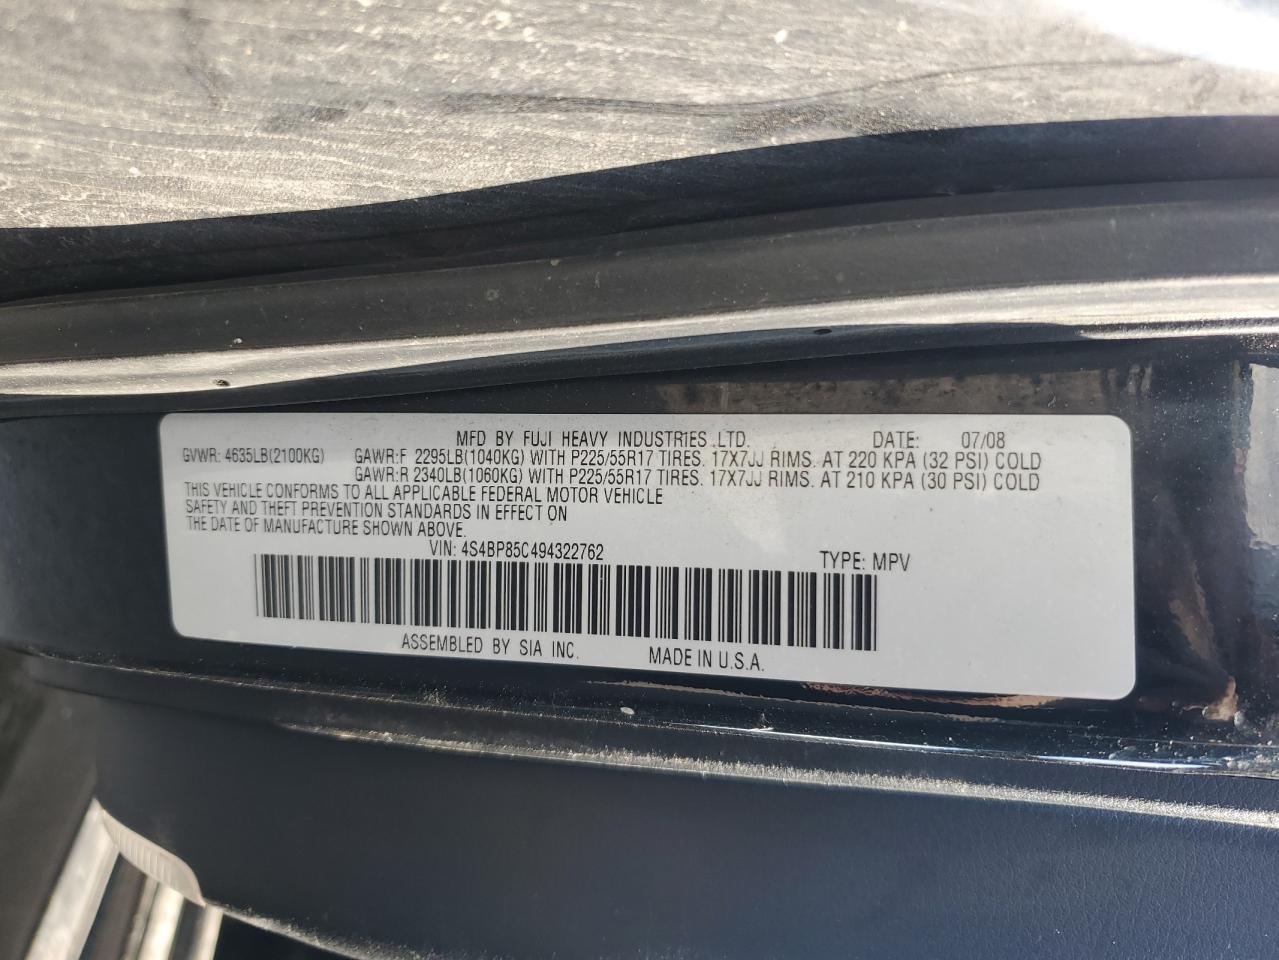 MFD BY FUJI HEAVY INDUSTRIES.LTD. DATE: 07/08
GVWR: 4635LB(2100KG) GAWR:F 2295LB(1040KG) WITH P225/55R17 TIRES. 17X7JJ RIMS. AT 220 KPA (32 PSI) COLD
GAWR:R 2340LB(1060KG) WITH P225/55R17 TIRES. 17X7JJ RIMS. AT 210 KPA (30 PSI) COLD
THIS VEHICLE CONFORMS TO ALL APPLICABLE FEDERAL MOTOR VEHICLE
SAFETY AND THEFT PREVENTION STANDARDS IN EFFECT ON
THE DATE OF MANUFACTURE SHOWN ABOVE.
VIN: 4S4BP85C494322762 TYPE: MPV
ASSEMBLED BY SIA INC. MADE IN U.S.A.